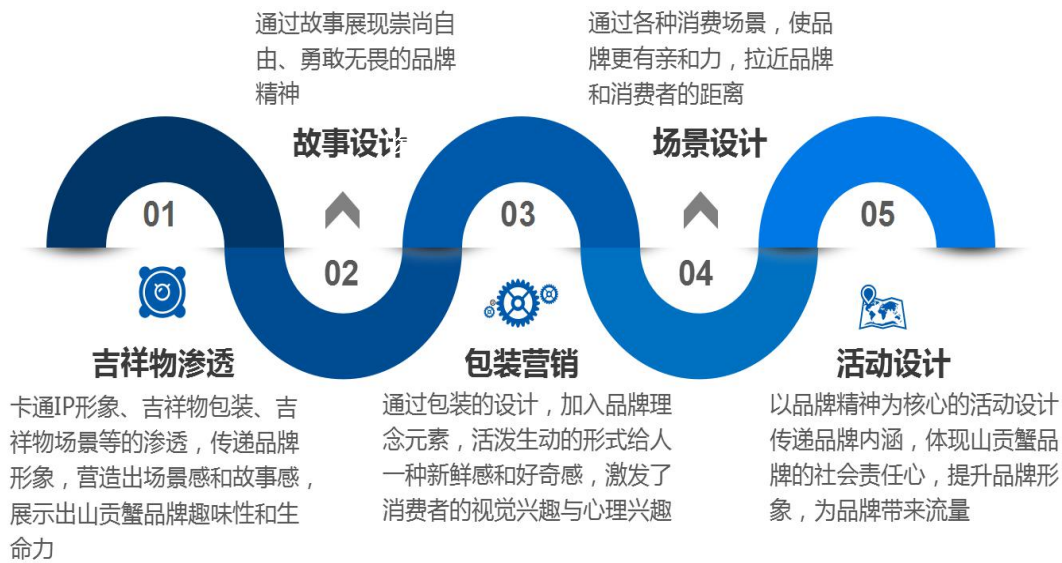 通过故事展现崇尚自
由、勇敢无畏的品牌
精神
故事设计
通过各种消费场景，使品
牌更有亲和力，拉近品牌
和消费者的距离
场景设计
01
02
03
04
05
吉祥物渗透
卡通IP形象、吉祥物包装、吉
祥物场景等的渗透，传递品牌
形象，营造出场景感和故事感，
展示出山贡蟹品牌趣味性和生
命力
包装营销
通过包装的设计，加入品牌理
念元素，活泼生动的形式给人
一种新鲜感和好奇感，激发了
消费者的视觉兴趣与心理兴趣
活动设计
以品牌精神为核心的活动设计
传递品牌内涵，体现山贡蟹品
牌的社会责任心，提升品牌形
象，为品牌带来流量